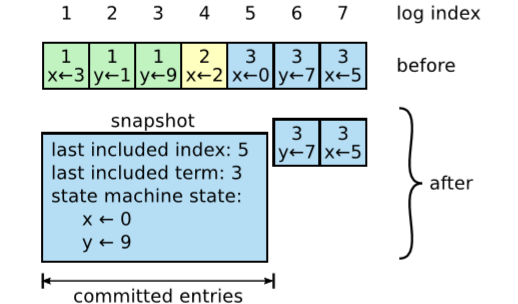 1 2 3 4 5 6 7 log index
1 1 1 2 3 3 3
x←3 y←1 y←9 x←2 x←0 y←7 x←5
before
snapshot
3 3
y←7 x←5
last included index: 5
last included term: 3
state machine state:
x ← 0
y ← 9
after
committed entries